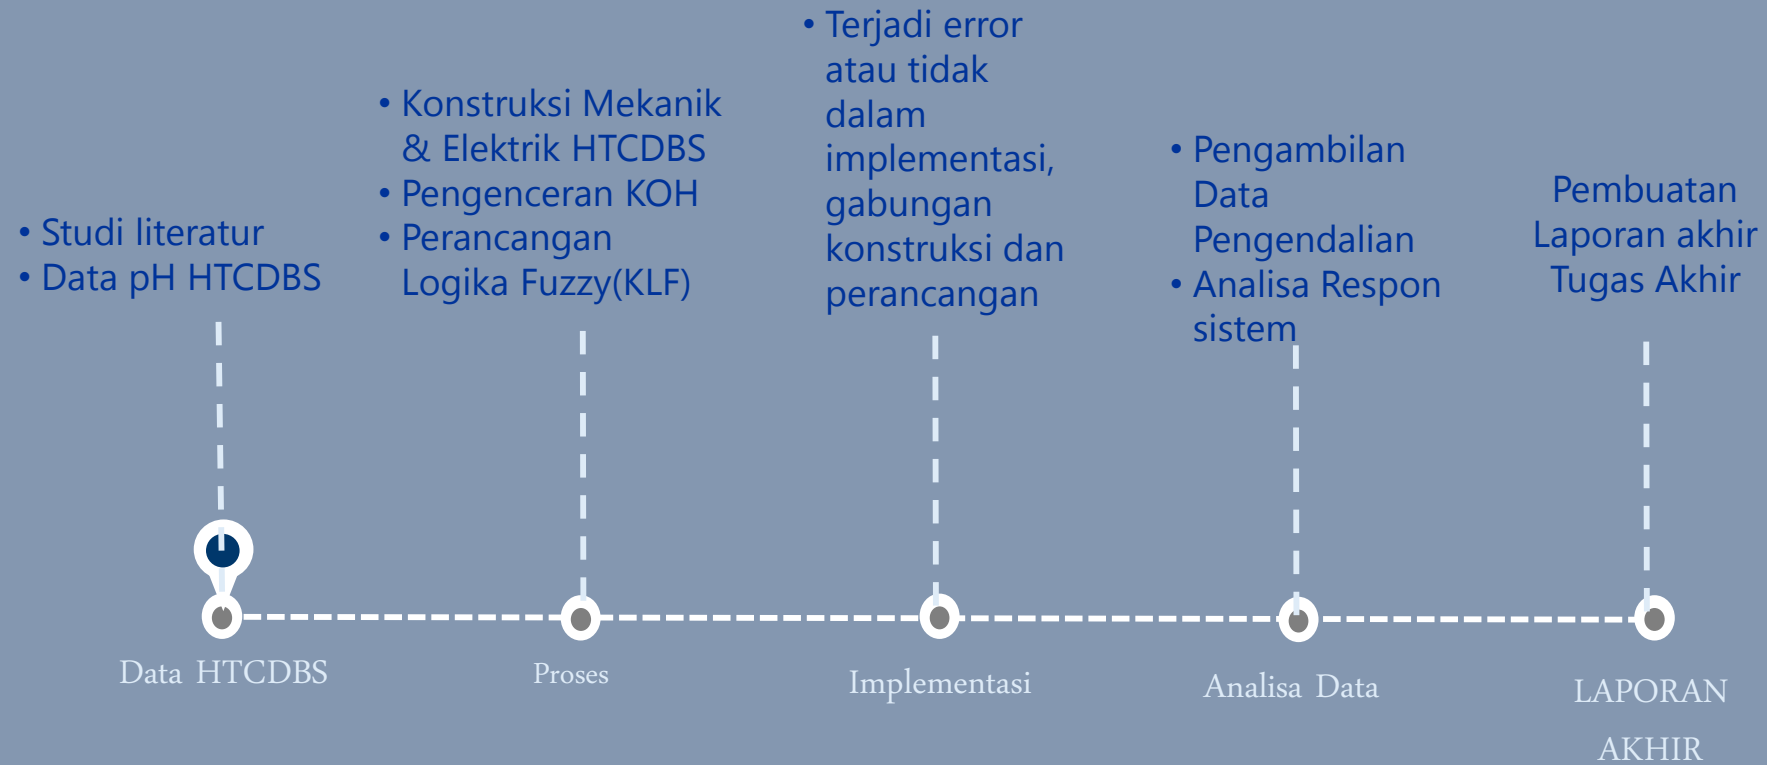 • Studi literatur
• Data pH HTCDBS
• Konstruksi Mekanik
& Elektrik HTCDBS
• Pengenceran KOH
• Perancangan
Logika Fuzzy(KLF)
• Terjadi error
atau tidak
dalam
implementasi,
gabungan
konstruksi dan
perancangan
• Pengambilan
Data
Pengendalian
• Analisa Respon
sistem
Pembuatan
Laporan akhir
Tugas Akhir
Data HTCDBS
Proses
Implementasi
Analisa Data
LAPORAN
AKHIR